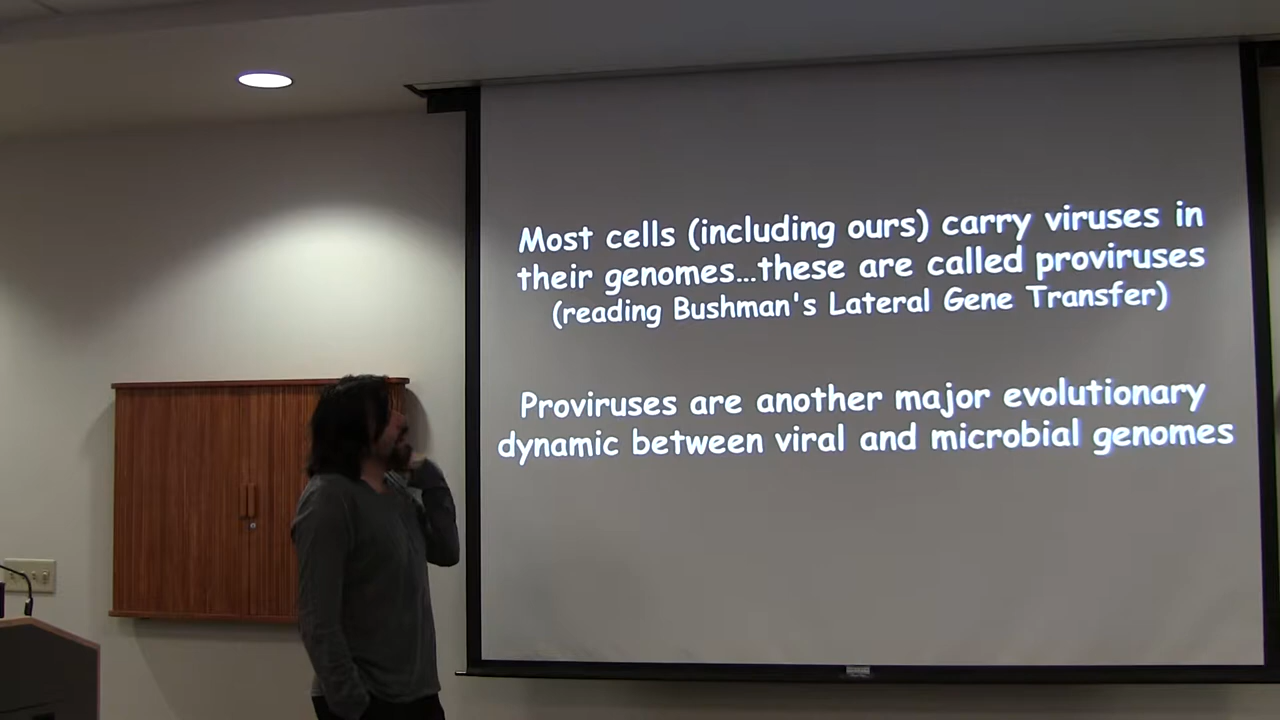 Most cells (including ours) carry viruses in
their genomes...these are called proviruses
(reading Bushman's Lateral Gene Transfer)
Proviruses are another major evolutionary
dynamic between viral and microbial genomes